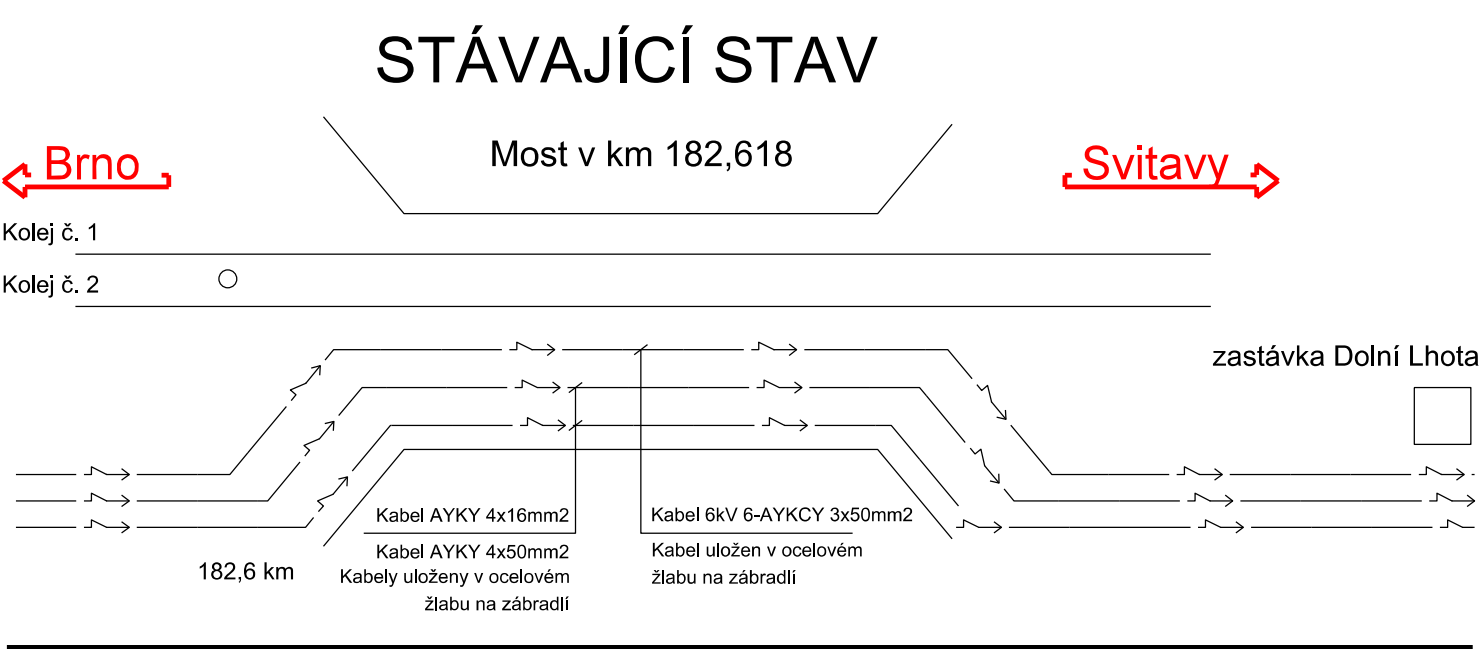 STÁVAJÍCÍ STAV
Most v km 182,618
Brno
Svitavy
Kolej č. 1
Kolej č. 2
zastávka Dolní Lhota
Kabel AYKY 4x16mm2
Kabel AYKY 4x50mm2
Kabely uloženy v ocelovém
žlabu na zábradlí
Kabel 6kV 6-AYKCY 3x50mm2
Kabel uložen v ocelovém
žlabu na zábradlí
182,6 km